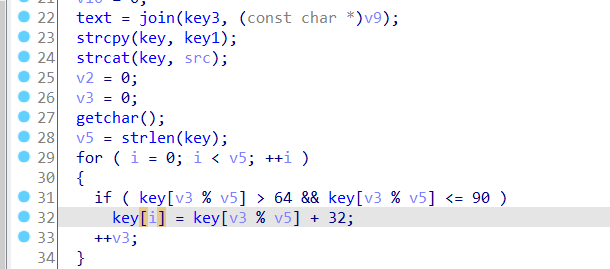 22 text = join(key3, (const char *)v9);
23 strcpy(key, key1);
24 strcat(key, src);
25 v2 = 0;
26 v3 = 0;
27 getchar();
28 v5 = strlen(key);
29 for ( i = 0; i < v5; ++i )
30 {
31 if ( key[v3 % v5] > 64 && key[v3 % v5] <= 90 )
32 key[i] = key[v3 % v5] + 32;
33 ++v3;
34 }